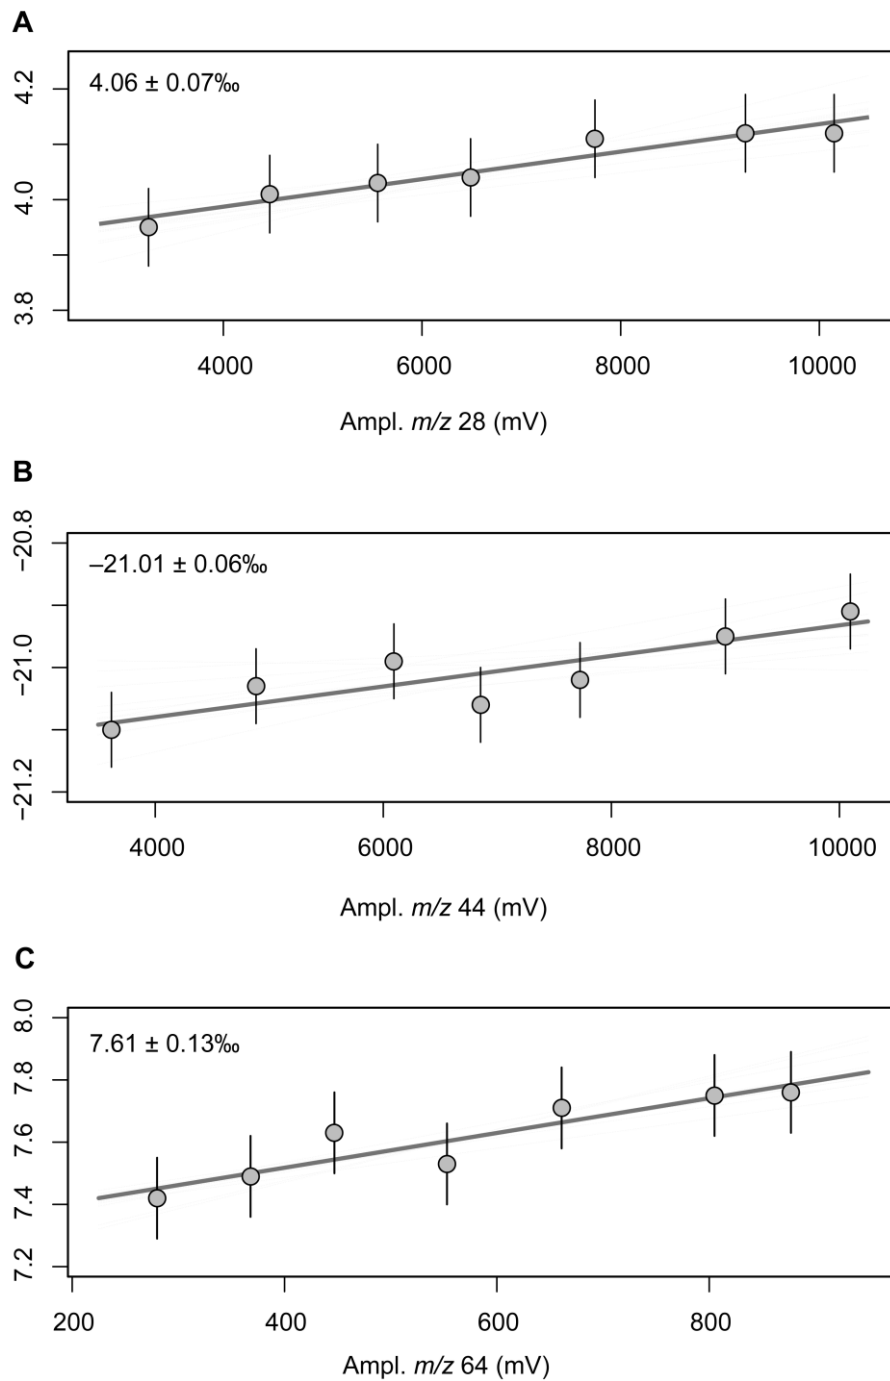 A
4.2
4.0
3.8
4.06 ± 0.07‰
4000 6000 8000 10000
Ampl. m/z 28 (mV)
B
−20.8
−21.0
−21.2
–21.01 ± 0.06‰
4000 6000 8000 10000
Ampl. m/z 44 (mV)
C
8.0
7.8
7.6
7.4
7.2
7.61 ± 0.13‰
200 400 600 800
Ampl. m/z 64 (mV)